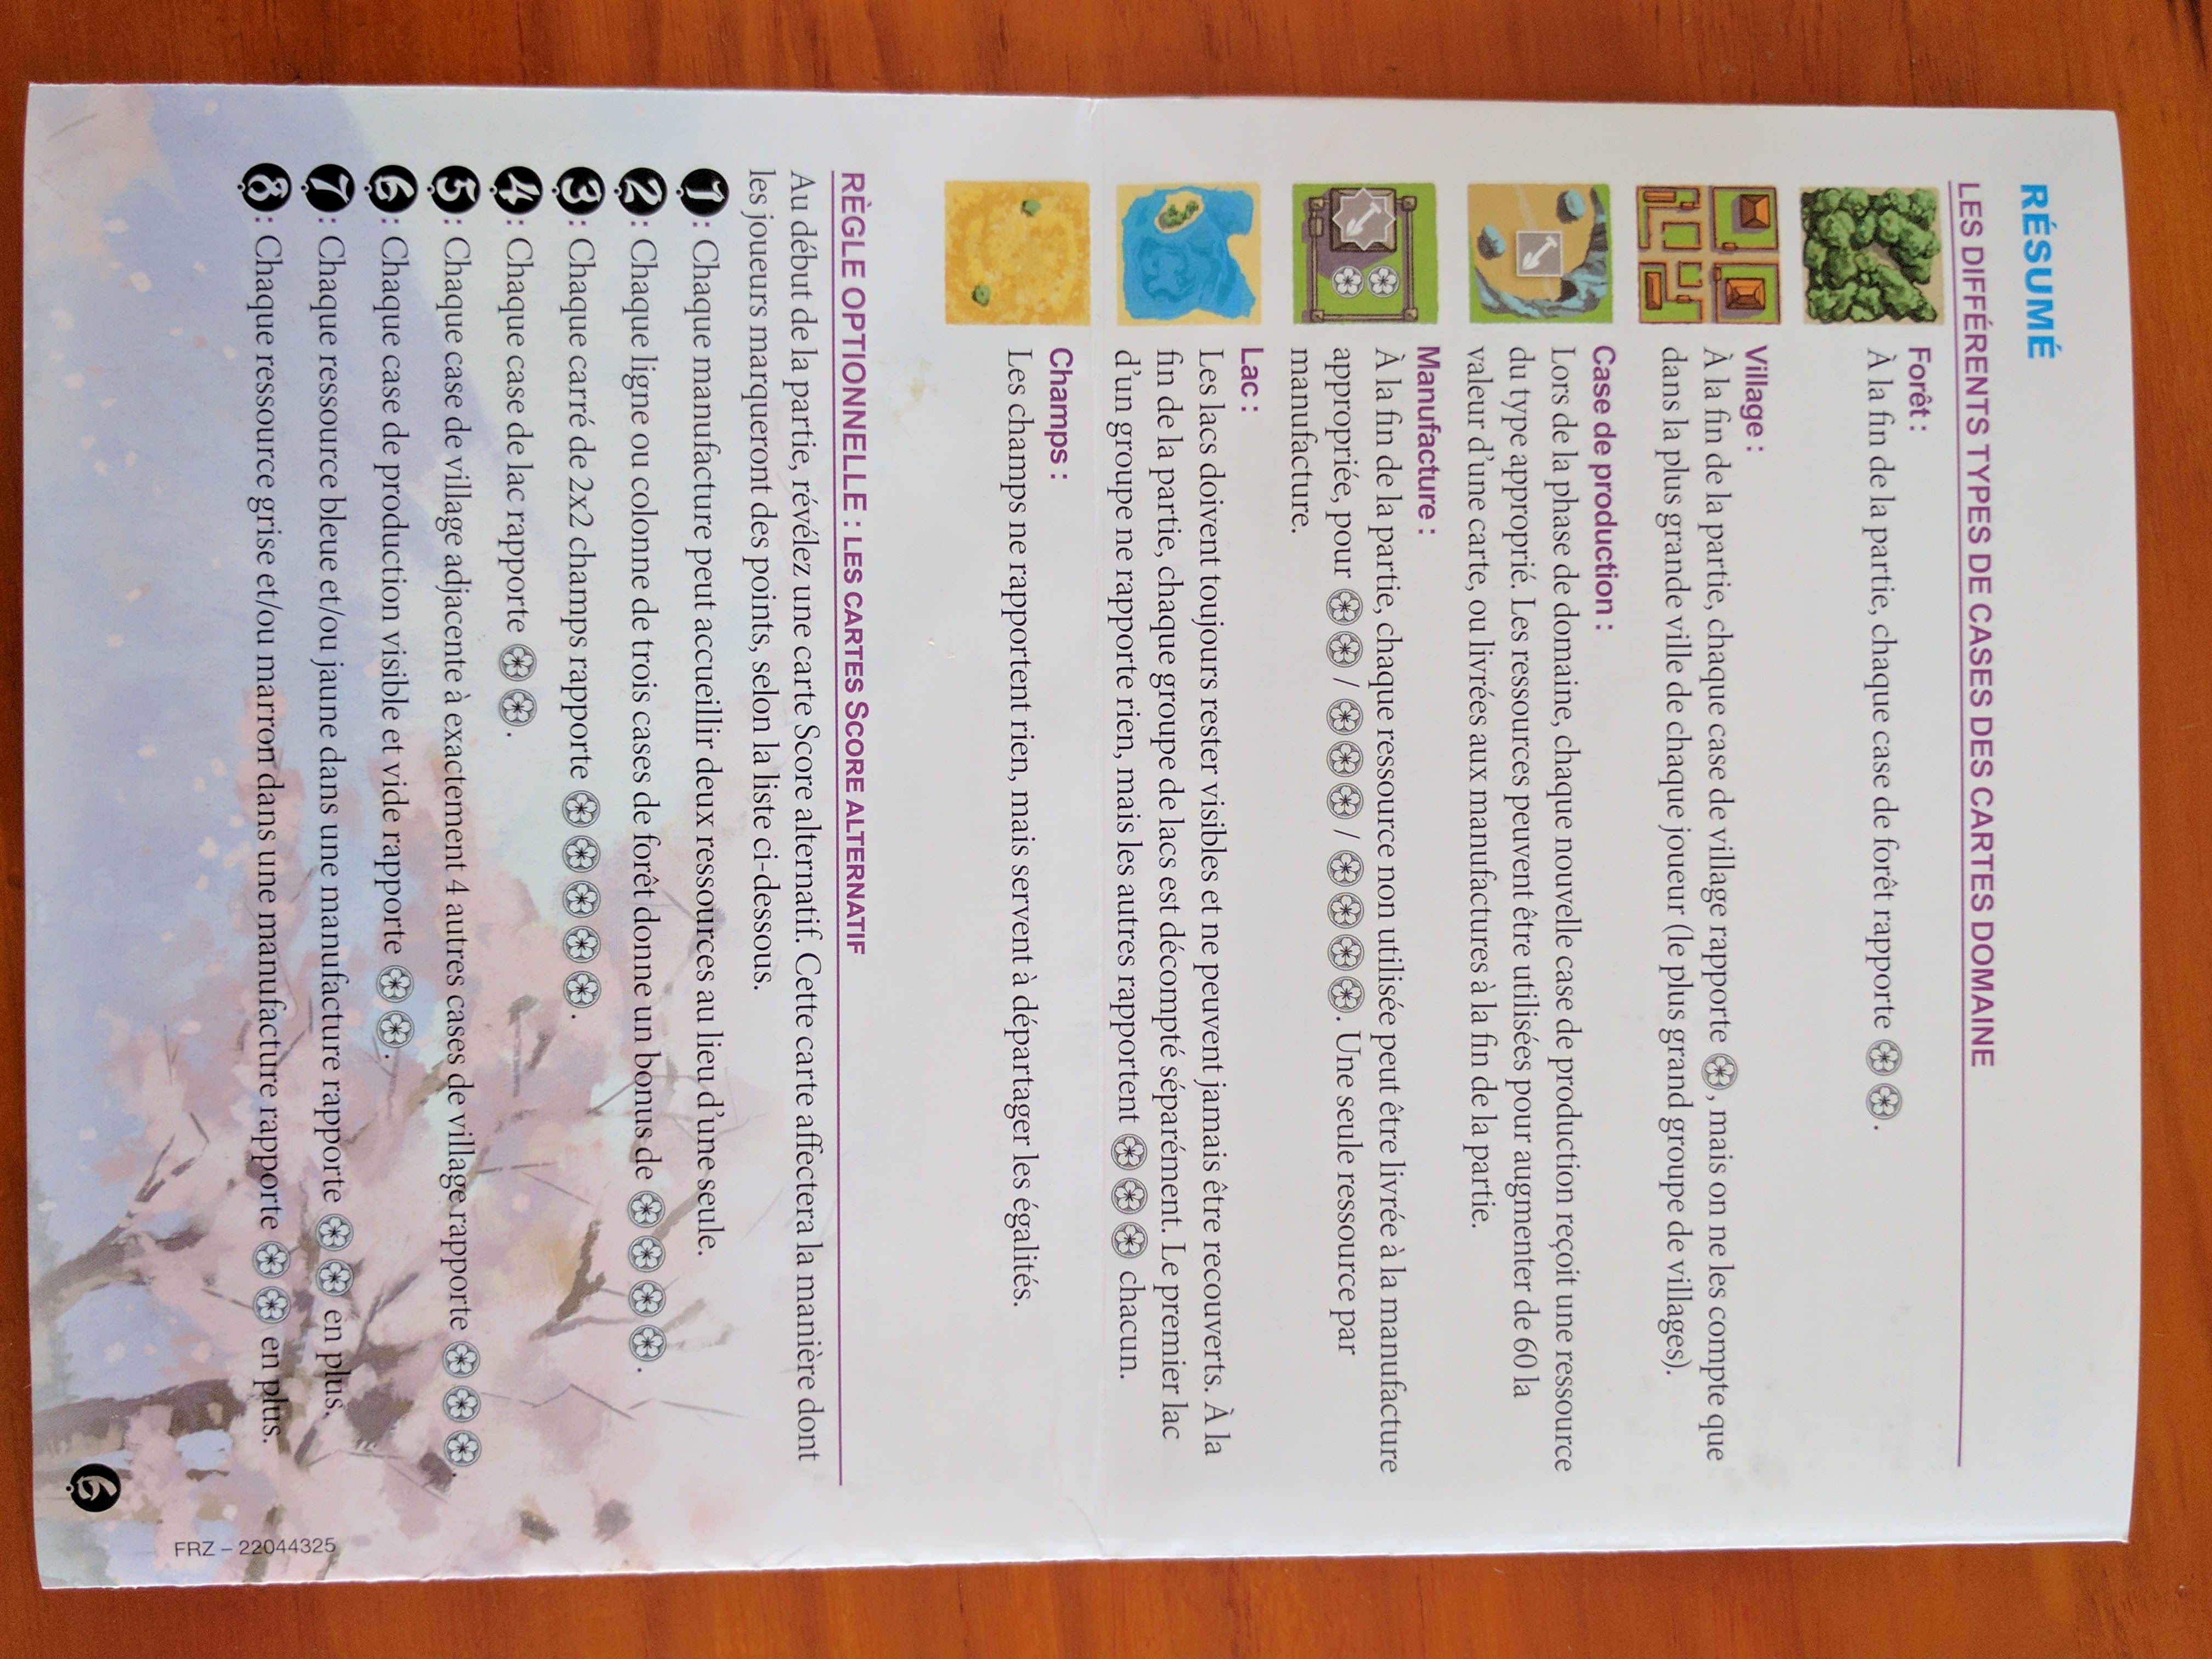 RÉSUMÉ
LES DIFFÉRENTS TYPES DE CASES DES CARTES DOMAINE
Forêt :
À la fin de la partie, chaque case de forêt rapporte .
Village :
À la fin de la partie, chaque case de village rapporte , mais on ne les compte que
dans la plus grande ville de chaque joueur (le plus grand groupe de villages).
Case de production :
Lors de la phase de domaine, chaque nouvelle case de production reçoit une ressource
du type approprié. Les ressources peuvent être utilisées pour augmenter de 60 la
valeur d'une carte, ou livrées aux manufactures à la fin de la partie.
Manufacture :
À la fin de la partie, chaque ressource non utilisée peut être livrée à la manufacture
appropriée, pour / / . Une seule ressource par
manufacture.
Lac :
Les lacs doivent toujours rester visibles et ne peuvent jamais être recouverts. À la
fin de la partie, chaque groupe de lacs est décompté séparément. Le premier lac
d'un groupe ne rapporte rien, mais les autres rapportent chacun.
Champs :
Les champs ne rapportent rien, mais servent à départager les égalités.
RÈGLE OPTIONNELLE : LES CARTES SCORE ALTERNATIF
Au début de la partie, révélez une carte Score alternatif. Cette carte affectera la manière dont
les joueurs marqueront des points, selon la liste ci-dessous.
1 : Chaque manufacture peut accueillir deux ressources au lieu d'une seule.
2 : Chaque ligne ou colonne de trois cases de forêt donne un bonus de .
3 : Chaque carré de 2x2 champs rapporte .
4 : Chaque case de lac rapporte .
5 : Chaque case de village adjacente à exactement 4 autres cases de village rapporte .
6 : Chaque case de production visible et vide rapporte .
7 : Chaque ressource bleue et/ou jaune dans une manufacture rapporte en plus.
8 : Chaque ressource grise et/ou marron dans une manufacture rapporte en plus.
6
FRZ – 22044325